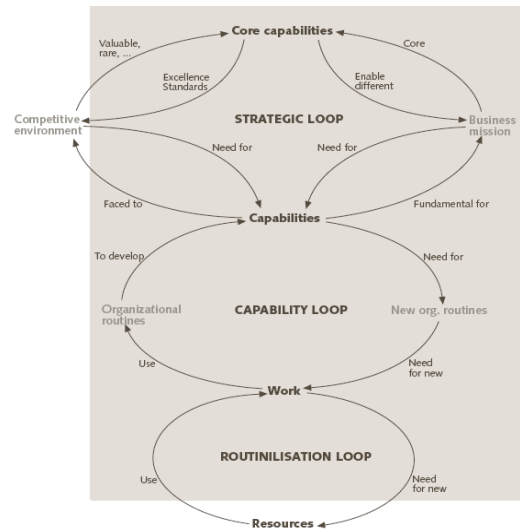 Core capabilities
Valuable,
rare, ...
Core
Excellence
Standards
Enable
different
Competitive
environment
STRATEGIC LOOP
Business
mission
Need for
Need for
Faced to
Capabilities
Fundamental for
To develop
Need for
Organizational
routines
CAPABILITY LOOP
New org. routines
Use
Need
for new
Work
ROUTINILISATION LOOP
Use
Need
for new
Resources